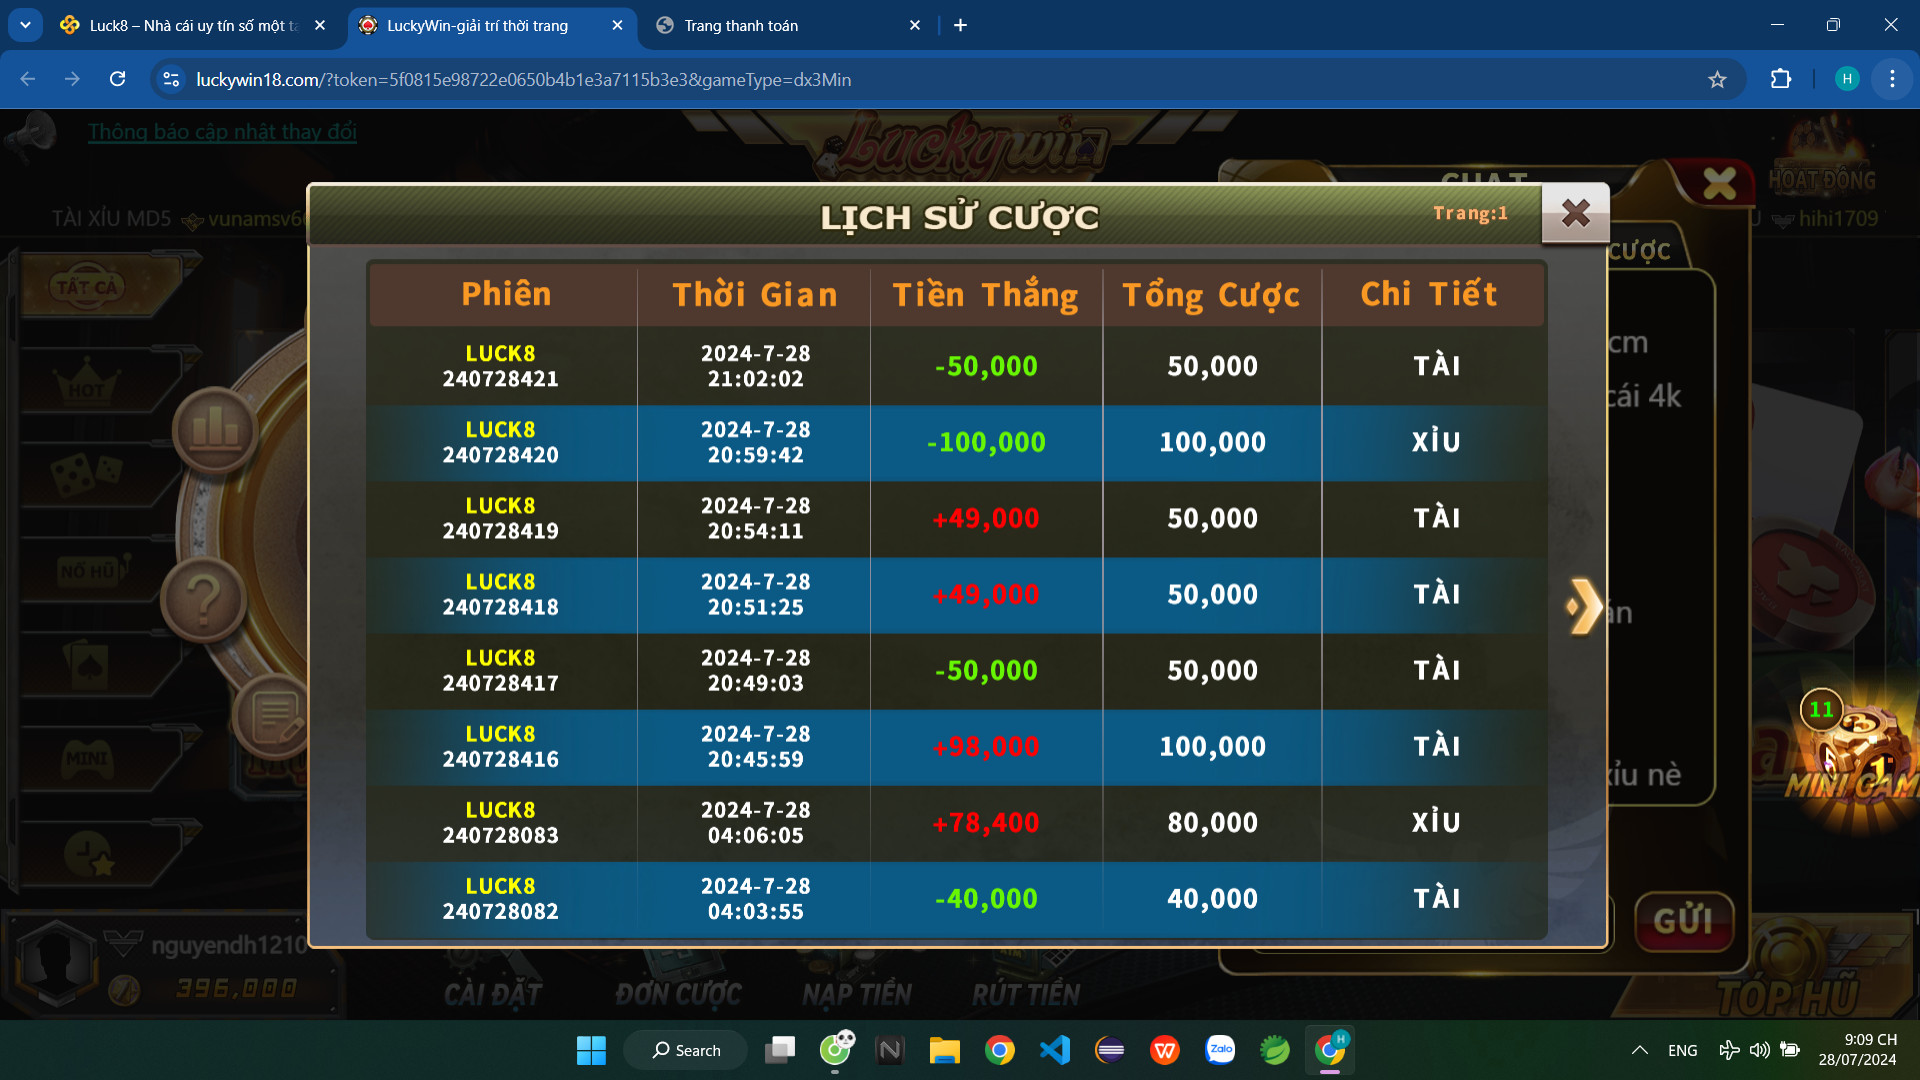 Luck8 – Nhà cái uy tín số một tạ
LuckyWin-giải trí thời trang
Trang thanh toán
luckywin18.com/?token=5f0815e98722e0650b4b1e3a7115b3e3&gameType=dx3Min
H
Thông báo cập nhật thay đổi
Luckywin
CHAT
HOẠT ĐỘNG
TÀI XỈU MD5 vunamsv66
hihi1709
LỊCH SỬ CƯỢC
Trang:1
CƯỢC
TẤT CẢ
Phiên Thời Gian Tiền Thắng Tổng Cược Chi Tiết
LUCK8 240728421 2024-7-28 21:02:02 -50,000 50,000 TÀI
LUCK8 240728420 2024-7-28 20:59:42 -100,000 100,000 XỈU
LUCK8 240728419 2024-7-28 20:54:11 +49,000 50,000 TÀI
LUCK8 240728418 2024-7-28 20:51:25 +49,000 50,000 TÀI
LUCK8 240728417 2024-7-28 20:49:03 -50,000 50,000 TÀI
LUCK8 240728416 2024-7-28 20:45:59 +98,000 100,000 TÀI
LUCK8 240728083 2024-7-28 04:06:05 +78,400 80,000 XỈU
LUCK8 240728082 2024-7-28 04:03:55 -40,000 40,000 TÀI
HOT
NỔ HŨ
MINI
cm
cái 4k
xỉu nè
11
MINI GAM
GỬI
nguyendh1210
396,000
CÀI ĐẶT
ĐƠN CƯỢC
NẠP TIỀN
RÚT TIỀN
TOP HŨ
Search
Zalo
ENG
9:09 CH
28/07/2024